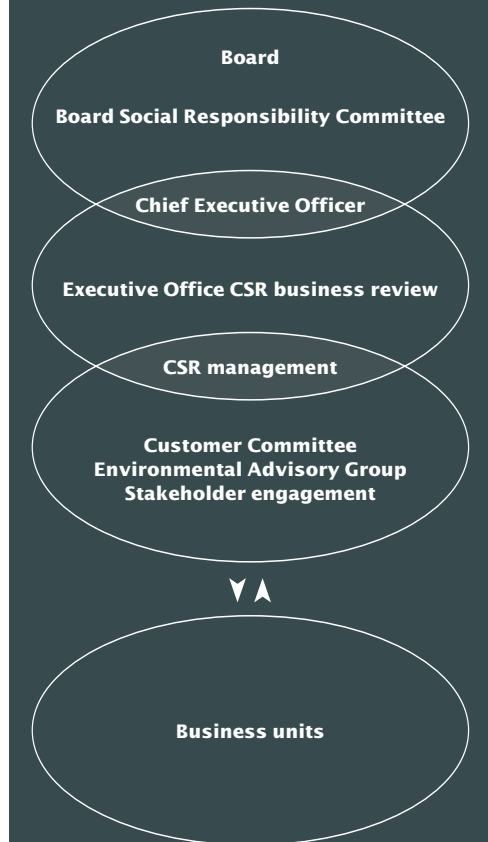 Board
Board Social Responsibility Committee
Chief Executive Officer
Executive Office CSR business review
CSR management
Customer Committee
Environmental Advisory Group
Stakeholder engagement
Business units